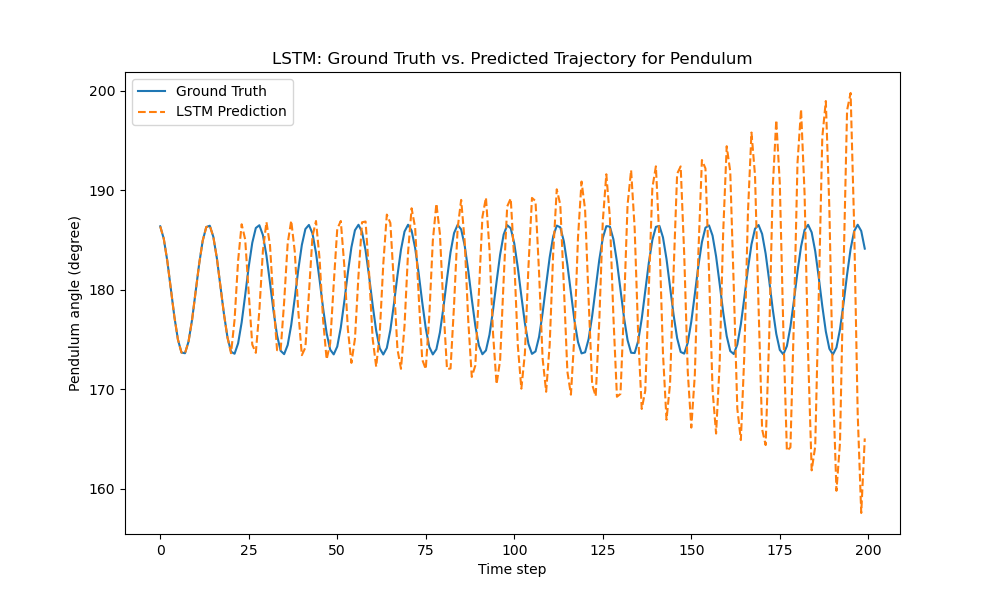 LSTM: Ground Truth vs. Predicted Trajectory for Pendulum
Ground Truth
LSTM Prediction
Pendulum angle (degree)
200
190
180
170
160
0
25
50
75
100
125
150
175
200
Time step